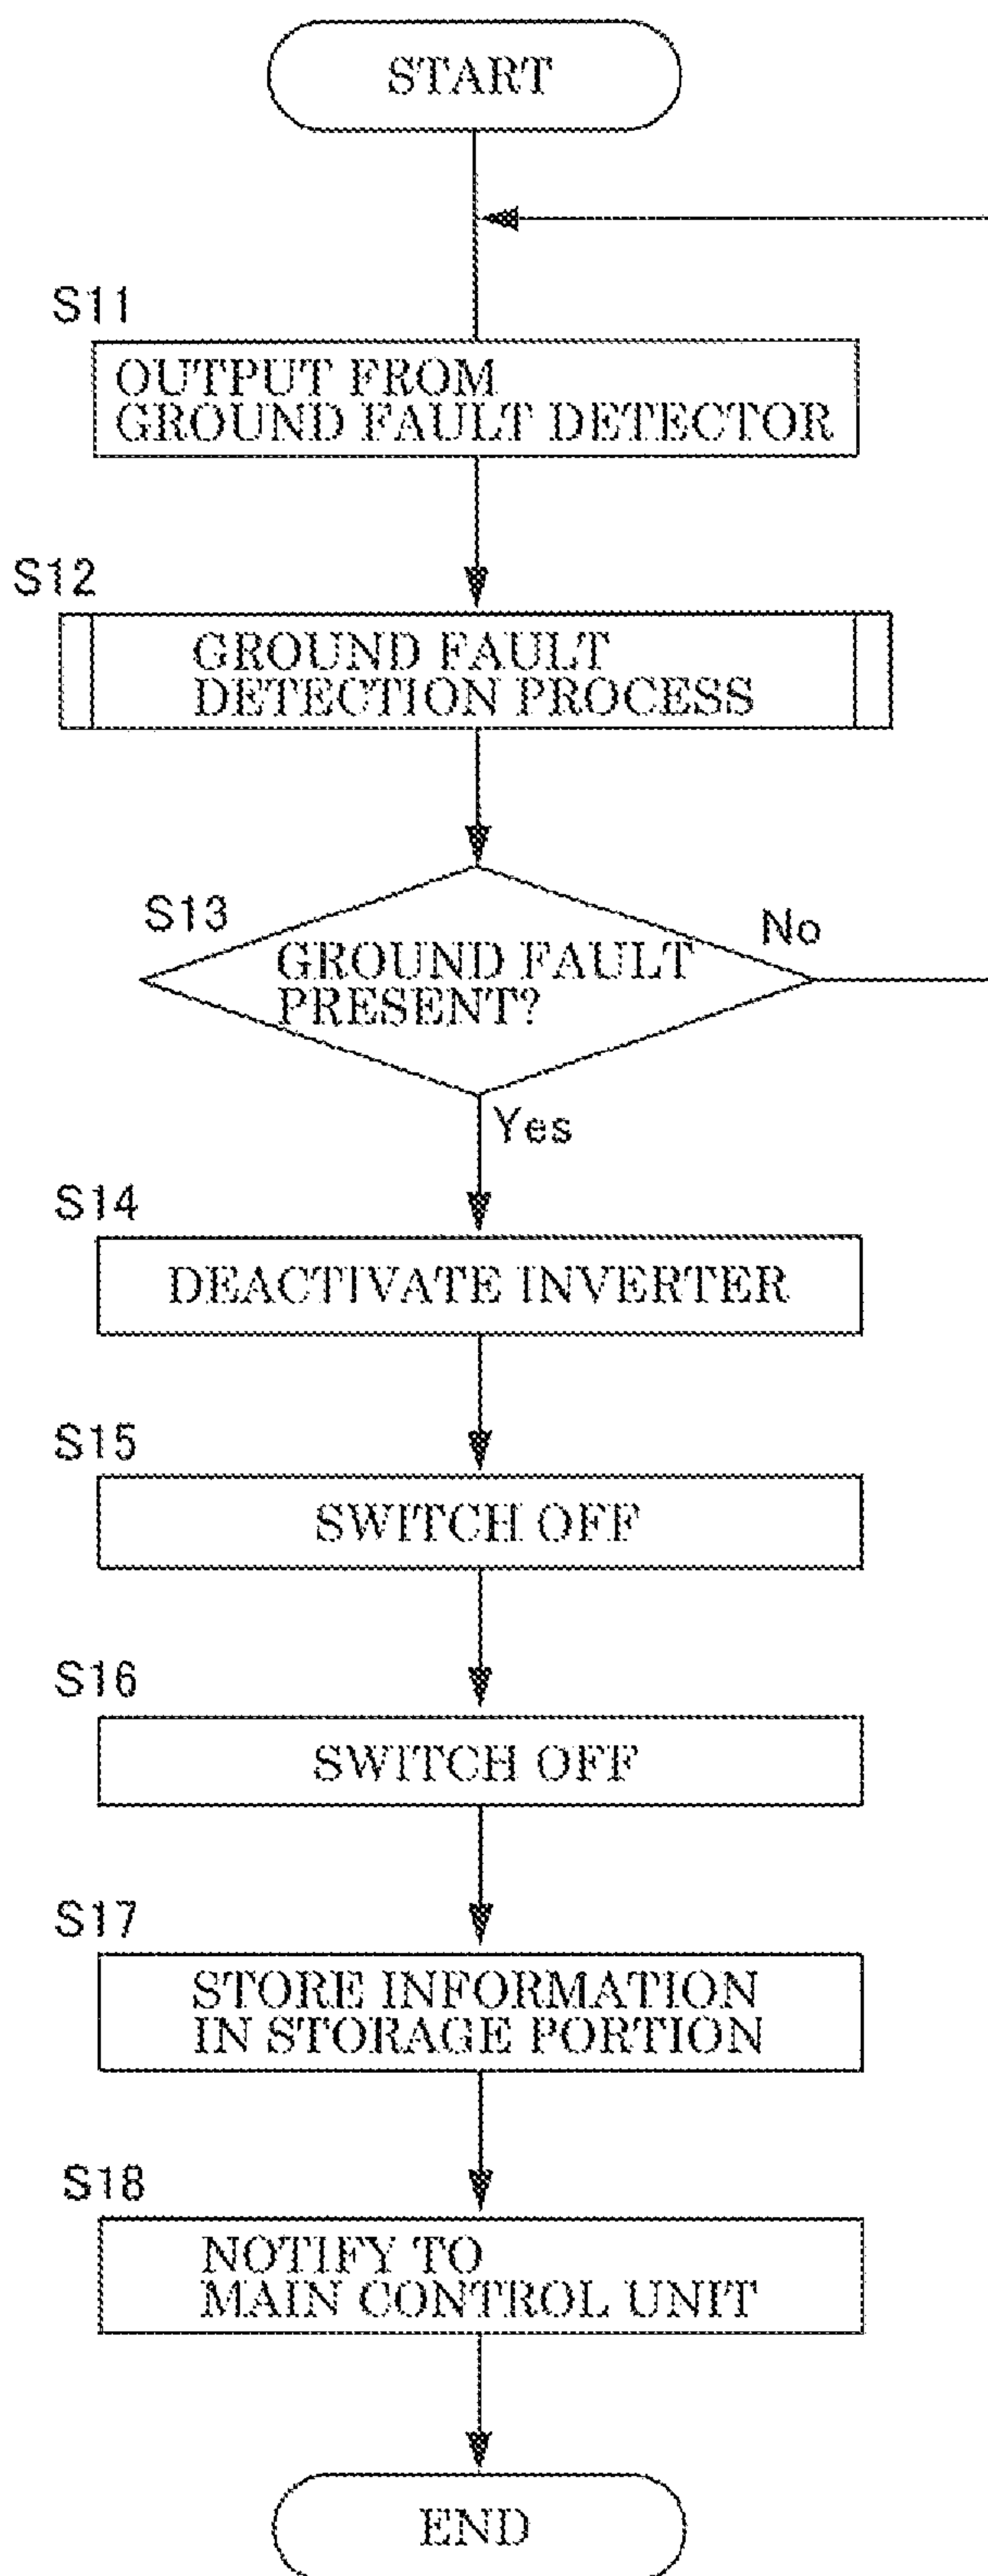 START
S11
OUTPUT FROM
GROUND FAULT DETECTOR
S12
GROUND FAULT
DETECTION PROCESS
S13
GROUND FAULT
PRESENT?
No
Yes
S14
DEACTIVATE INVERTER
S15
SWITCH OFF
S16
SWITCH OFF
S17
STORE INFORMATION
IN STORAGE PORTION
S18
NOTIFY TO
MAIN CONTROL UNIT
END